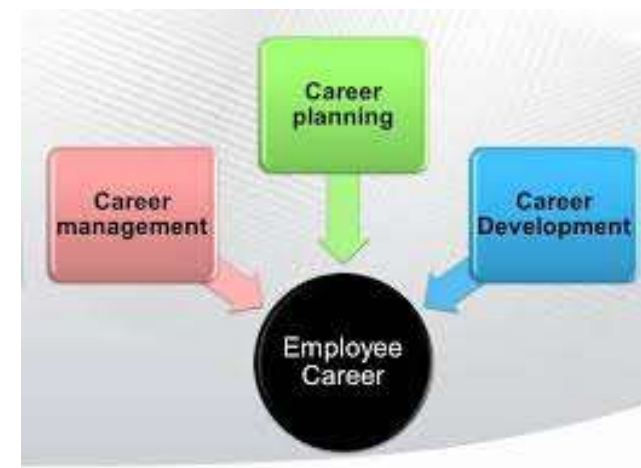 Career
planning
Career
management
Career
Development
Employee
Career